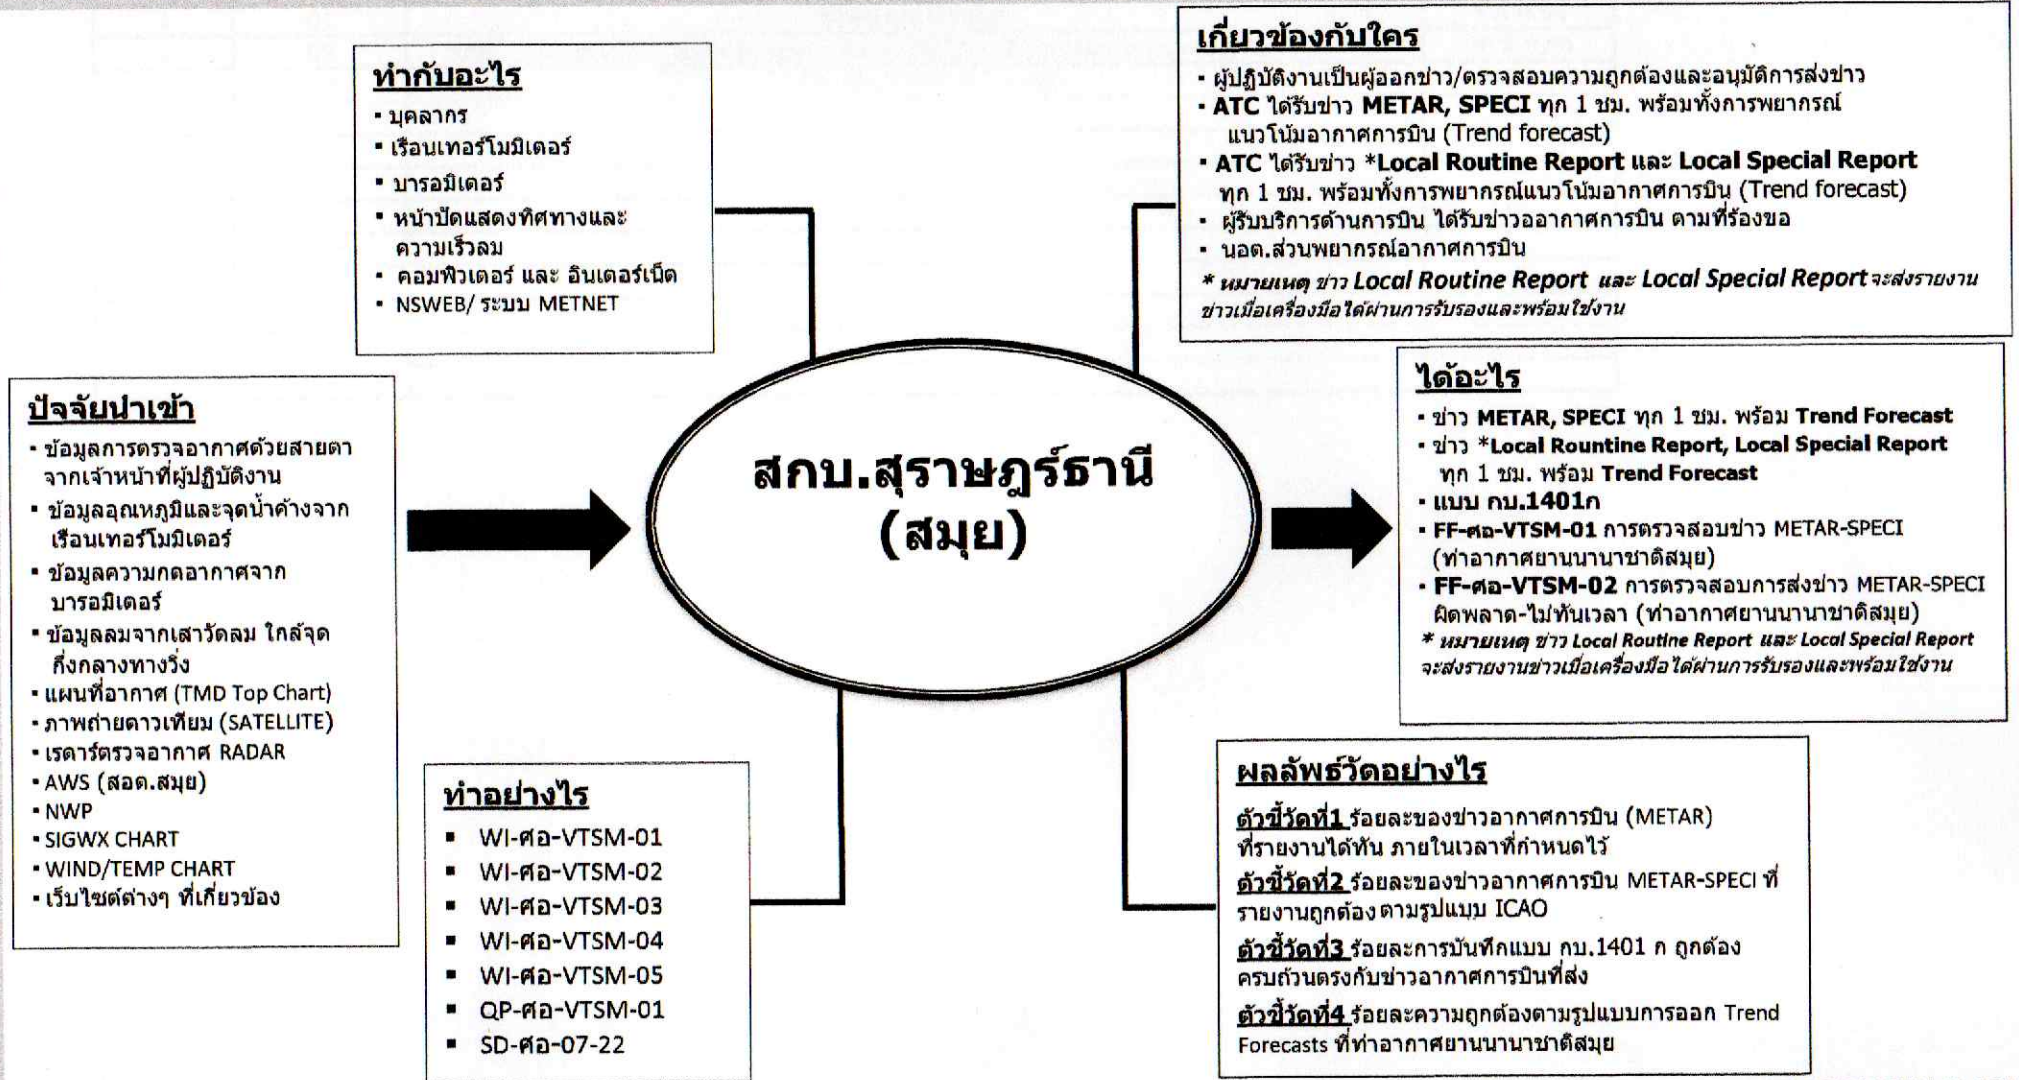 ทำกับอะไร
▪ บุคลากร
▪ เรือนเทอร์โมมิเตอร์
▪ บารอมิเตอร์
▪ หน้าปัดแสดงทิศทางและ
ความเร็วลม
▪ คอมพิวเตอร์ และ อินเตอร์เน็ต
▪ NSWEB/ ระบบ METNET
เกี่ยวข้องกับใคร
▪ ผู้ปฏิบัติงานเป็นผู้ออกข่าว/ตรวจสอบความถูกต้องและอนุมัติการส่งข่าว
▪ ATC ได้รับข่าว METAR, SPECI ทุก 1 ชม. พร้อมทั้งการพยากรณ์
แนวโน้มอากาศการบิน (Trend forecast)
▪ ATC ได้รับข่าว *Local Routine Report และ Local Special Report
ทุก 1 ชม. พร้อมทั้งการพยากรณ์แนวโน้มอากาศการบิน (Trend forecast)
▪ ผู้รับบริการด้านการบิน ได้รับข่าวออากาศการบิน ตามที่ร้องขอ
▪ นอต.ส่วนพยากรณ์อากาศการบิน
* หมายเหตุ ข่าว Local Routine Report และ Local Special Report จะส่งรายงาน
ข่าวเมื่อเครื่องมือได้ผ่านการรับรองและพร้อมใช้งาน
ปัจจัยนำเข้า
▪ ข้อมูลการตรวจอากาศด้วยสายตา
จากเจ้าหน้าที่ผู้ปฏิบัติงาน
▪ ข้อมูลอุณหภูมิและจุดน้ำค้างจาก
เรือนเทอร์โมมิเตอร์
▪ ข้อมูลความกดอากาศจาก
บารอมิเตอร์
▪ ข้อมูลลมจากเสาวัดลม ใกล้จุด
กึ่งกลางทางวิ่ง
▪ แผนที่อากาศ (TMD Top Chart)
▪ ภาพถ่ายดาวเทียม (SATELLITE)
▪ เรดาร์ตรวจอากาศ RADAR
▪ AWS (สอต.สมุย)
▪ NWP
▪ SIGWX CHART
▪ WIND/TEMP CHART
▪ เว็บไซต์ต่างๆ ที่เกี่ยวข้อง
สกบ.สุราษฎร์ธานี
(สมุย)
ได้อะไร
▪ ข่าว METAR, SPECI ทุก 1 ชม. พร้อม Trend Forecast
▪ ข่าว *Local Rountine Report, Local Special Report
ทุก 1 ชม. พร้อม Trend Forecast
▪ แบบ กบ.1401ก
▪ FF-ศอ-VTSM-01 การตรวจสอบข่าว METAR-SPECI
(ท่าอากาศยานนานาชาติสมุย)
▪ FF-ศอ-VTSM-02 การตรวจสอบการส่งข่าว METAR-SPECI
ผิดพลาด-ไม่ทันเวลา (ท่าอากาศยานนานาชาติสมุย)
* หมายเหตุ ข่าว Local Routine Report และ Local Special Report
จะส่งรายงานข่าวเมื่อเครื่องมือได้ผ่านการรับรองและพร้อมใช้งาน
ทำอย่างไร
▪ WI-ศอ-VTSM-01
▪ WI-ศอ-VTSM-02
▪ WI-ศอ-VTSM-03
▪ WI-ศอ-VTSM-04
▪ WI-ศอ-VTSM-05
▪ QP-ศอ-VTSM-01
▪ SD-ศอ-07-22
ผลลัพธ์วัดอย่างไร
ตัวชี้วัดที่1 ร้อยละของข่าวอากาศการบิน (METAR)
ที่รายงานได้ทัน ภายในเวลาที่กำหนดไว้
ตัวชี้วัดที่2 ร้อยละของข่าวอากาศการบิน METAR-SPECI ที่
รายงานถูกต้อง ตามรูปแบบ ICAO
ตัวชี้วัดที่3 ร้อยละการบันทึกแบบ กบ.1401 ก ถูกต้อง
ครบถ้วนตรงกับข่าวอากาศการบินที่ส่ง
ตัวชี้วัดที่4 ร้อยละความถูกต้องตามรูปแบบการออก Trend
Forecasts ที่ท่าอากาศยานนานาชาติสมุย